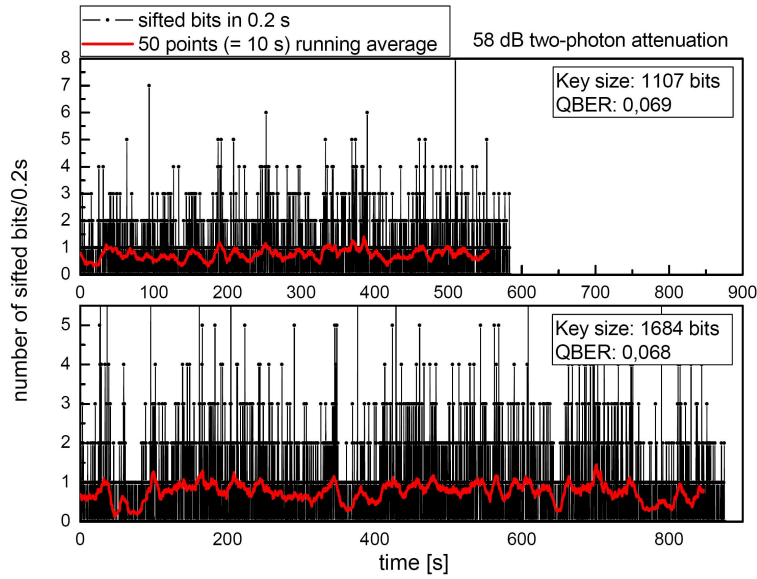 sifted bits in 0.2 s
50 points (= 10 s) running average
58 dB two-photon attenuation
number of sifted bits/0.2s
8
7
6
5
4
3
2
1
0
Key size: 1107 bits
QBER: 0,069
0 100 200 300 400 500 600 700 800 900
5
4
3
2
1
0
Key size: 1684 bits
QBER: 0,068
0 200 400 600 800
time [s]